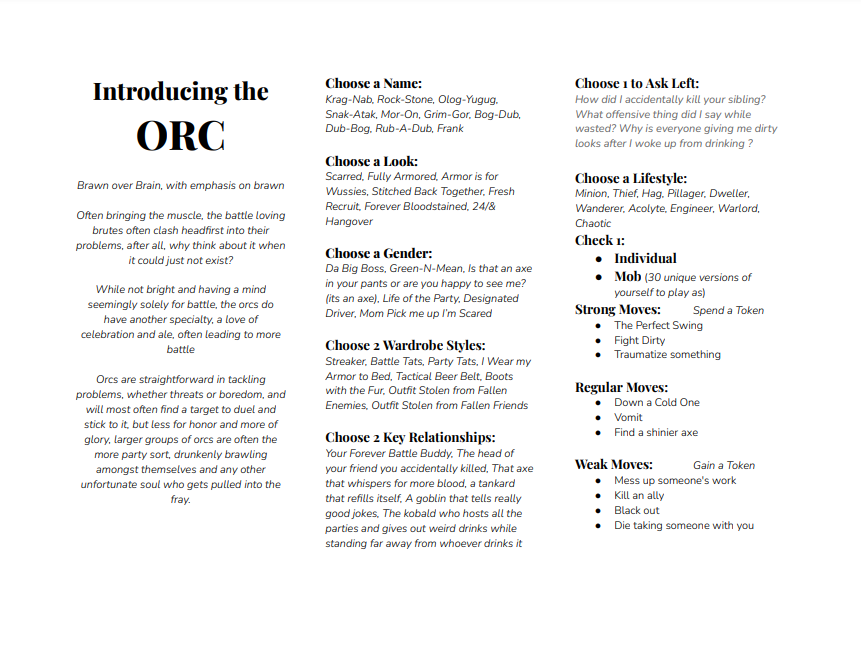 Introducing the
ORC
Brawn over Brain, with emphasis on brawn
Often bringing the muscle, the battle loving
brutes often clash headfirst into their
problems, after all, why think about it when
it could just not exist?
While not bright and having a mind
seemingly solely for battle, the orcs do
have another specialty, a love of
celebration and ale, often leading to more
battle
Orcs are straightforward in tackling
problems, whether threats or boredom, and
will most often find a target to duel and
stick to it, but less for honor and more of
glory, larger groups of orcs are often the
more party sort, drunkenly brawling
amongst themselves and any other
unfortunate soul who gets pulled into the
fray.
Choose a Name:
Krag-Nab, Rock-Stone, Olog-Yugug,
Snak-Atak, Mor-On, Grim-Gor, Bog-Dub,
Dub-Bog, Rub-A-Dub, Frank
Choose a Look:
Scarred, Fully Armored, Armor is for
Wussies, Stitched Back Together, Fresh
Recruit, Forever Bloodstained, 24/&
Hangover
Choose a Gender:
Da Big Boss, Green-N-Mean, Is that an axe
in your pants or are you happy to see me?
(its an axe), Life of the Party, Designated
Driver, Mom Pick me up I'm Scared
Choose 2 Wardrobe Styles:
Streaker, Battle Tats, Party Tats, I Wear my
Armor to Bed, Tactical Beer Belt, Boots
with the Fur, Outfit Stolen from Fallen
Enemies, Outfit Stolen from Fallen Friends
Choose 2 Key Relationships:
Your Forever Battle Buddy, The head of
your friend you accidentally killed, That axe
that whispers for more blood, a tankard
that refills itself, A goblin that tells really
good jokes, The kobald who hosts all the
parties and gives out weird drinks while
standing far away from whoever drinks it
Choose 1 to Ask Left:
How did I accidentally kill your sibling?
What offensive thing did I say while
wasted? Why is everyone giving me dirty
looks after I woke up from drinking ?
Choose a Lifestyle:
Minion, Thief, Hag, Pillager, Dweller,
Wanderer, Acolyte, Engineer, Warlord,
Chaotic
Check 1:
● Individual
● Mob (30 unique versions of
yourself to play as)
Strong Moves: Spend a Token
● The Perfect Swing
● Fight Dirty
● Traumatize something
Regular Moves:
● Down a Cold One
● Vomit
● Find a shinier axe
Weak Moves: Gain a Token
● Mess up someone's work
● Kill an ally
● Black out
● Die taking someone with you